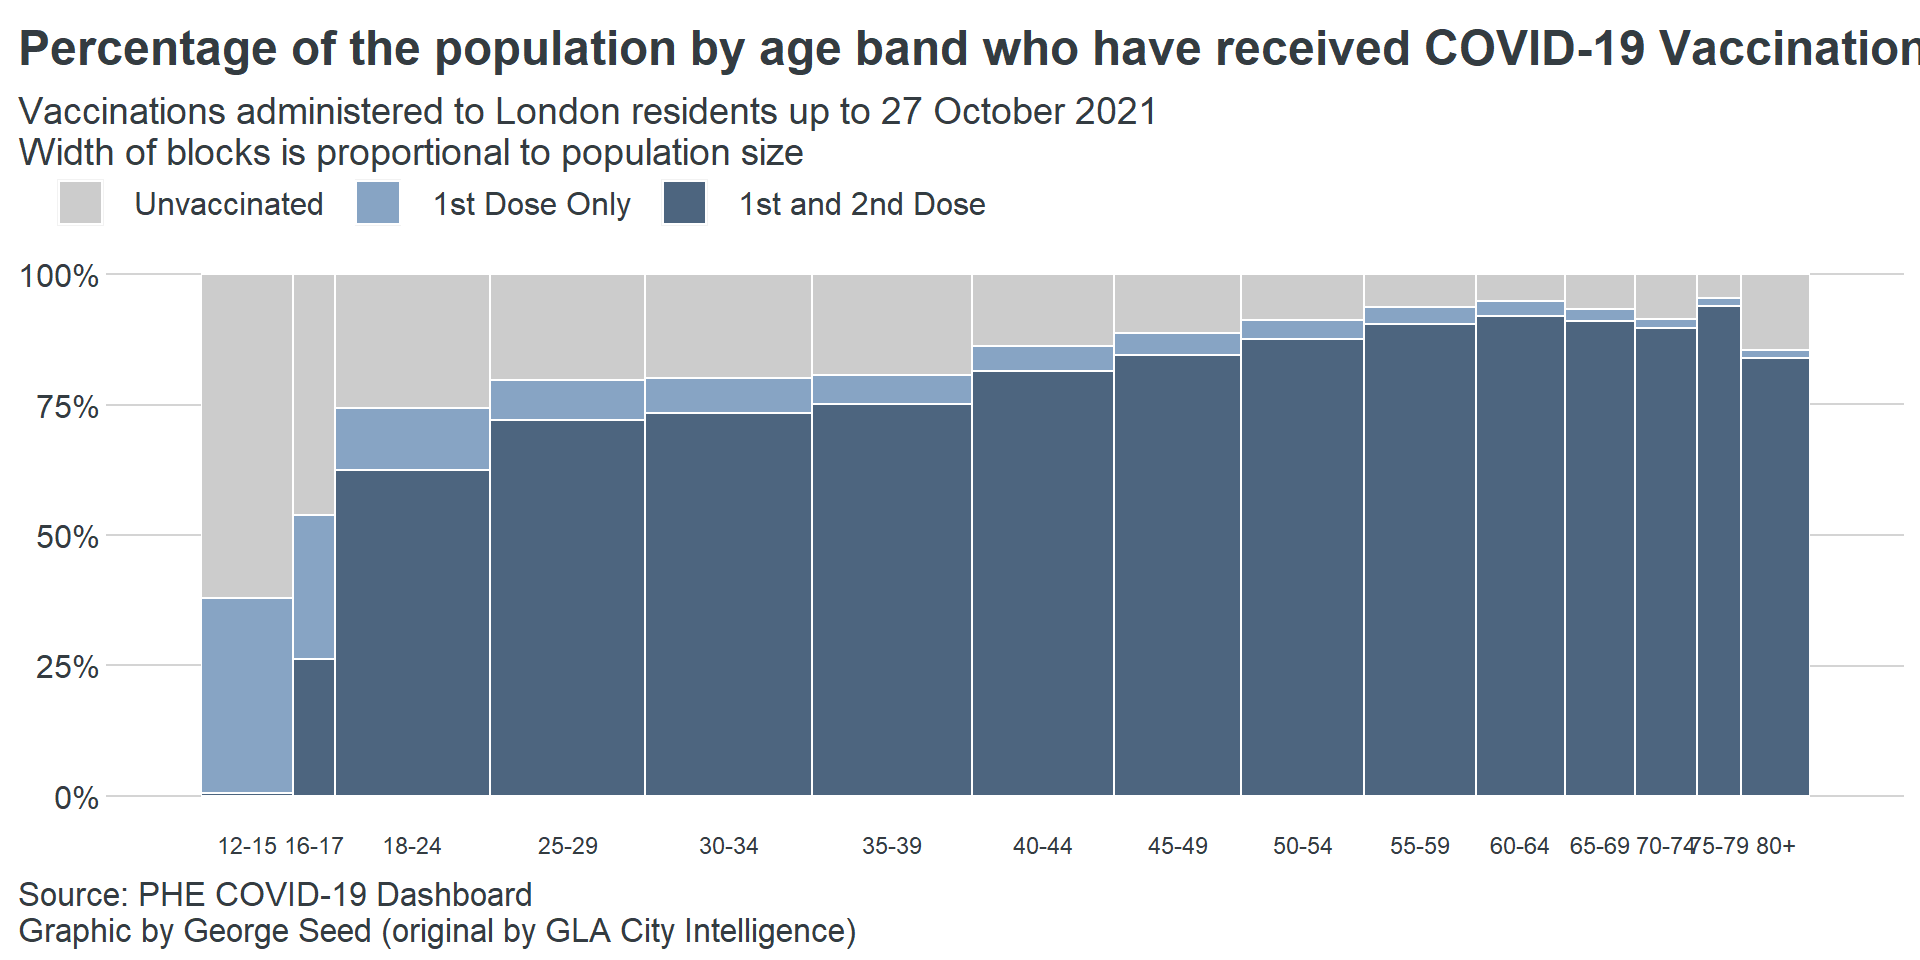 Percentage of the population by age band who have received COVID-19 Vaccination
Vaccinations administered to London residents up to 27 October 2021
Width of blocks is proportional to population size
Unvaccinated 1st Dose Only 1st and 2nd Dose
100%
75%
50%
25%
0%
12-15 16-17 18-24 25-29 30-34 35-39 40-44 45-49 50-54 55-59 60-64 65-69 70-74 75-79 80+
Source: PHE COVID-19 Dashboard
Graphic by George Seed (original by GLA City Intelligence)